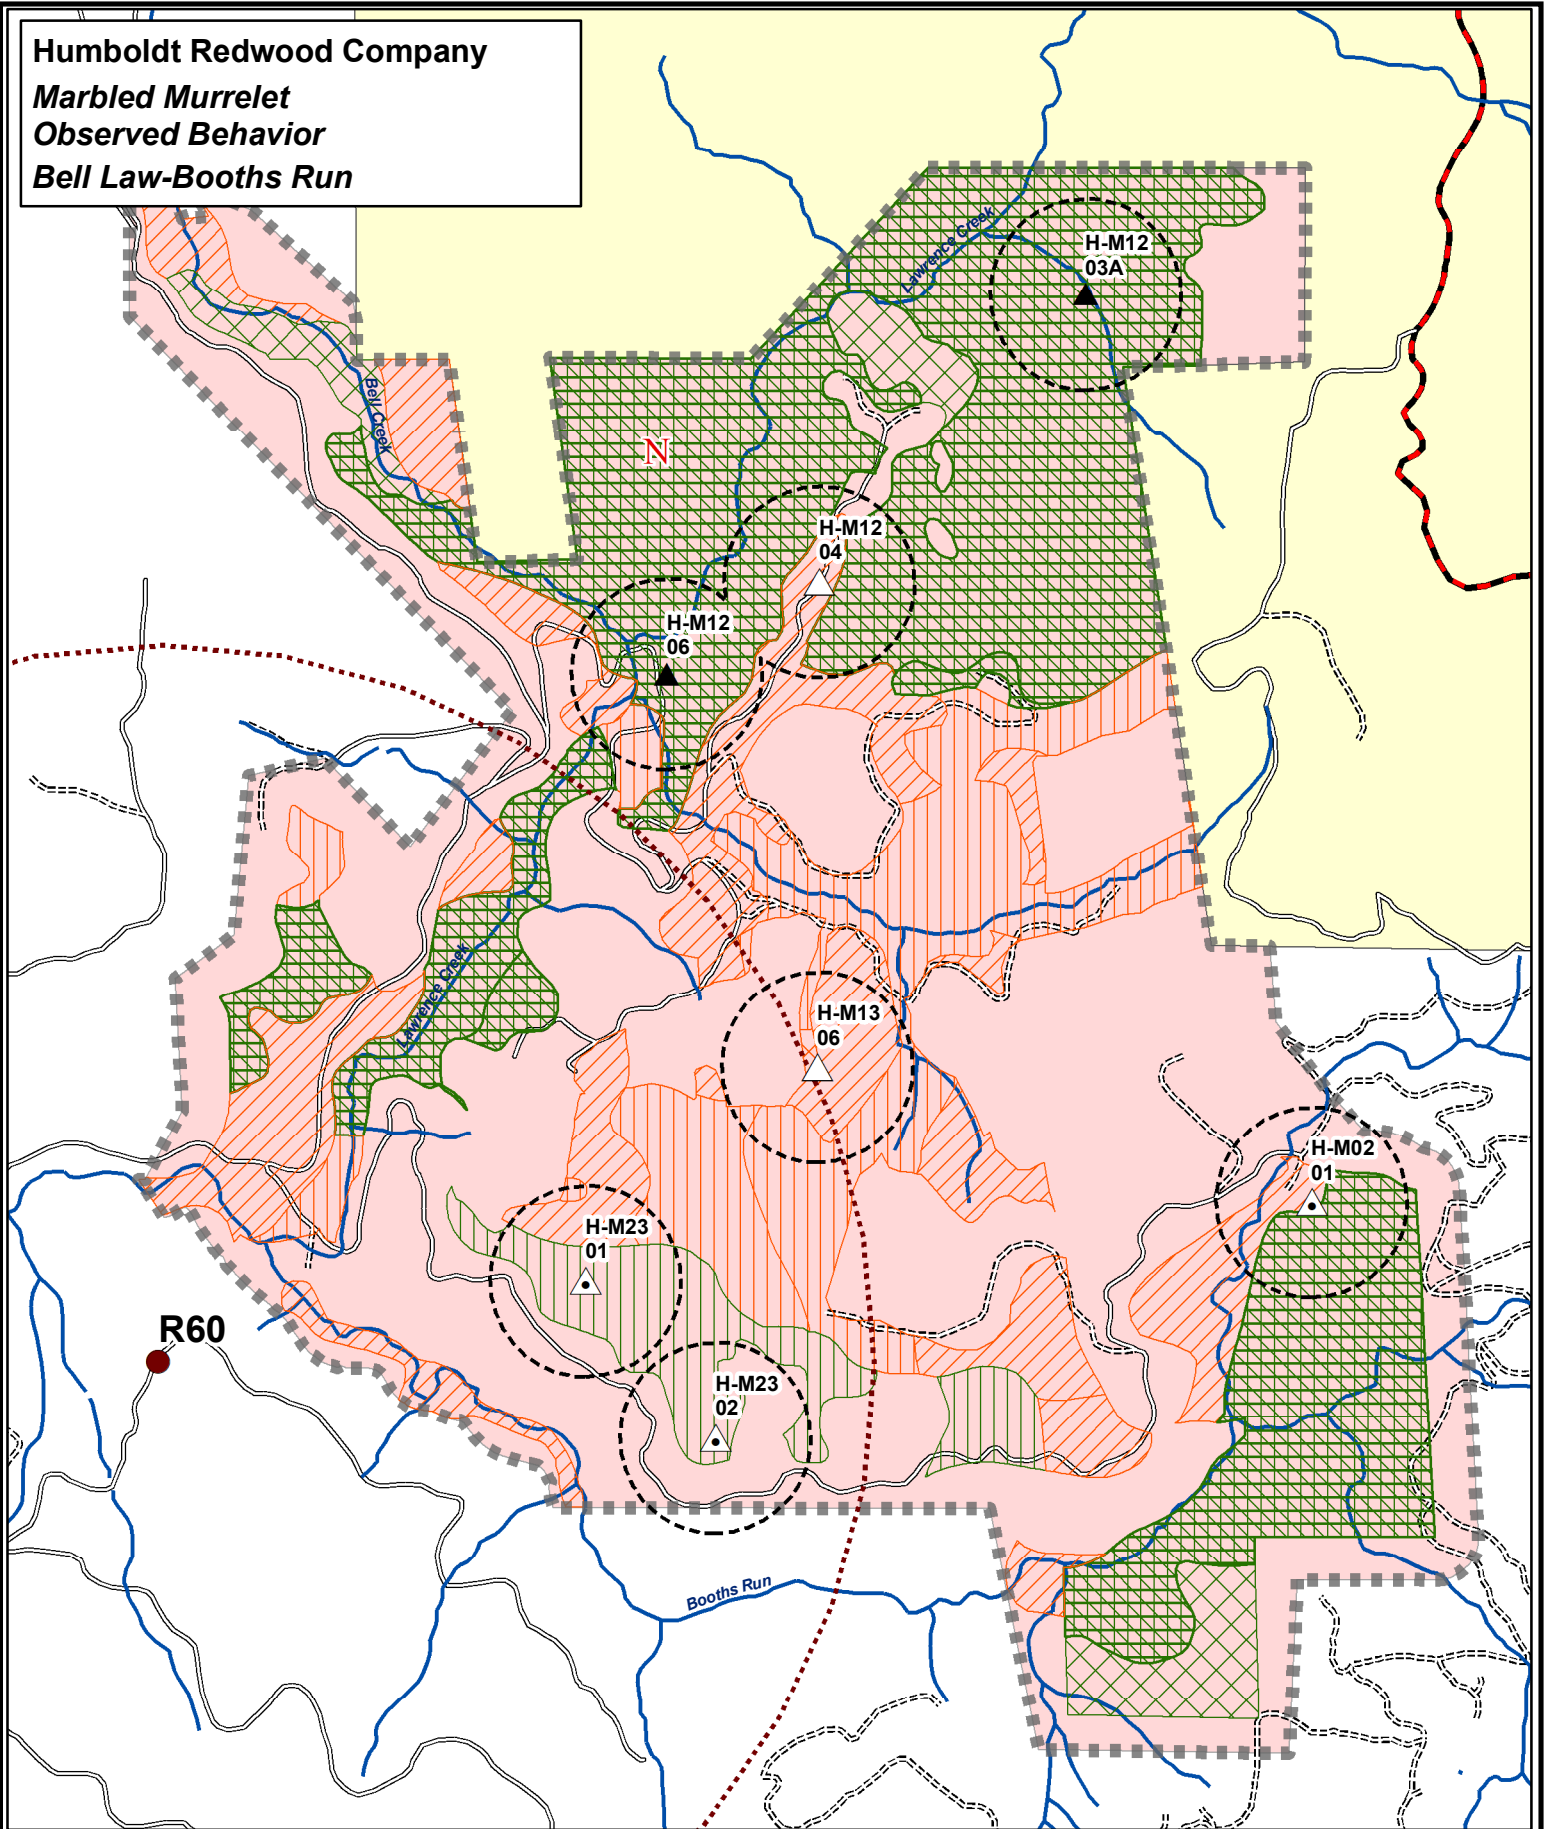 Humboldt Redwood Company
Marbled Murrelet
Observed Behavior
Bell Law-Booths Run
Lawrence Creek
H-M12
03A
Bell Creek
N
H-M12
04
H-M12
06
Lawrence Creek
H-M13
06
H-M02
01
H-M23
01
R60
H-M23
02
Booths Run